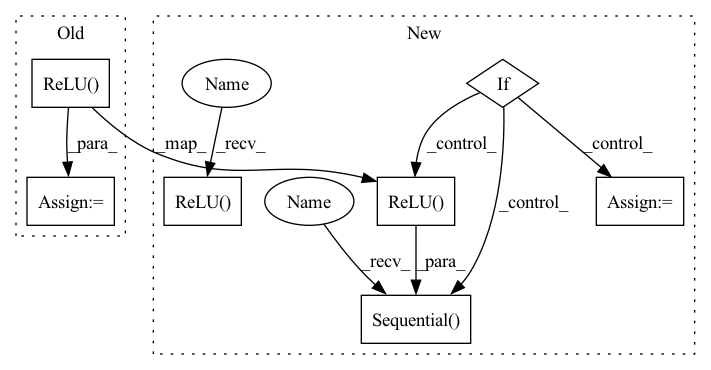 Old
New
ReLU()
Name
If
_para_
_map_
_recv_
_control_
_control_
Assign:=
ReLU()
Name
ReLU()
_control_
Assign:=
_recv_
_para_
Sequential()